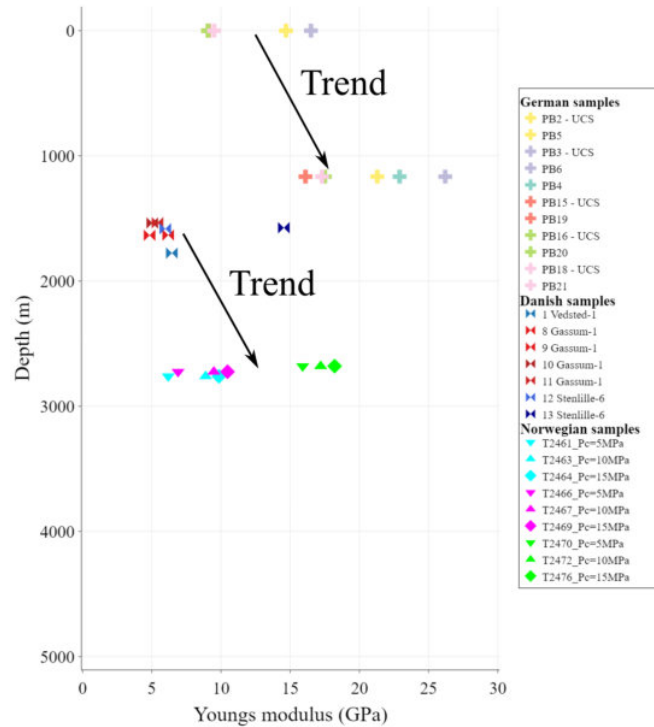 0
1000
2000
3000
4000
5000
Depth (m)
0 5 10 15 20 25 30
Youngs modulus (GPa)
Trend
Trend
German samples
PB2 - UCS
PB5
PB3 - UCS
PB6
PB4
PB15 - UCS
PB19
PB16 - UCS
PB20
PB18 - UCS
PB21
Danish samples
1 Vedsted-1
8 Gassum-1
9 Gassum-1
10 Gassum-1
11 Gassum-1
12 Stenlille-6
13 Stenlille-6
Norwegian samples
T2461_Pc=5MPa
T2463_Pc=10MPa
T2464_Pc=15MPa
T2466_Pc=5MPa
T2467_Pc=10MPa
T2469_Pc=15MPa
T2470_Pc=5MPa
T2472_Pc=10MPa
T2476_Pc=15MPa